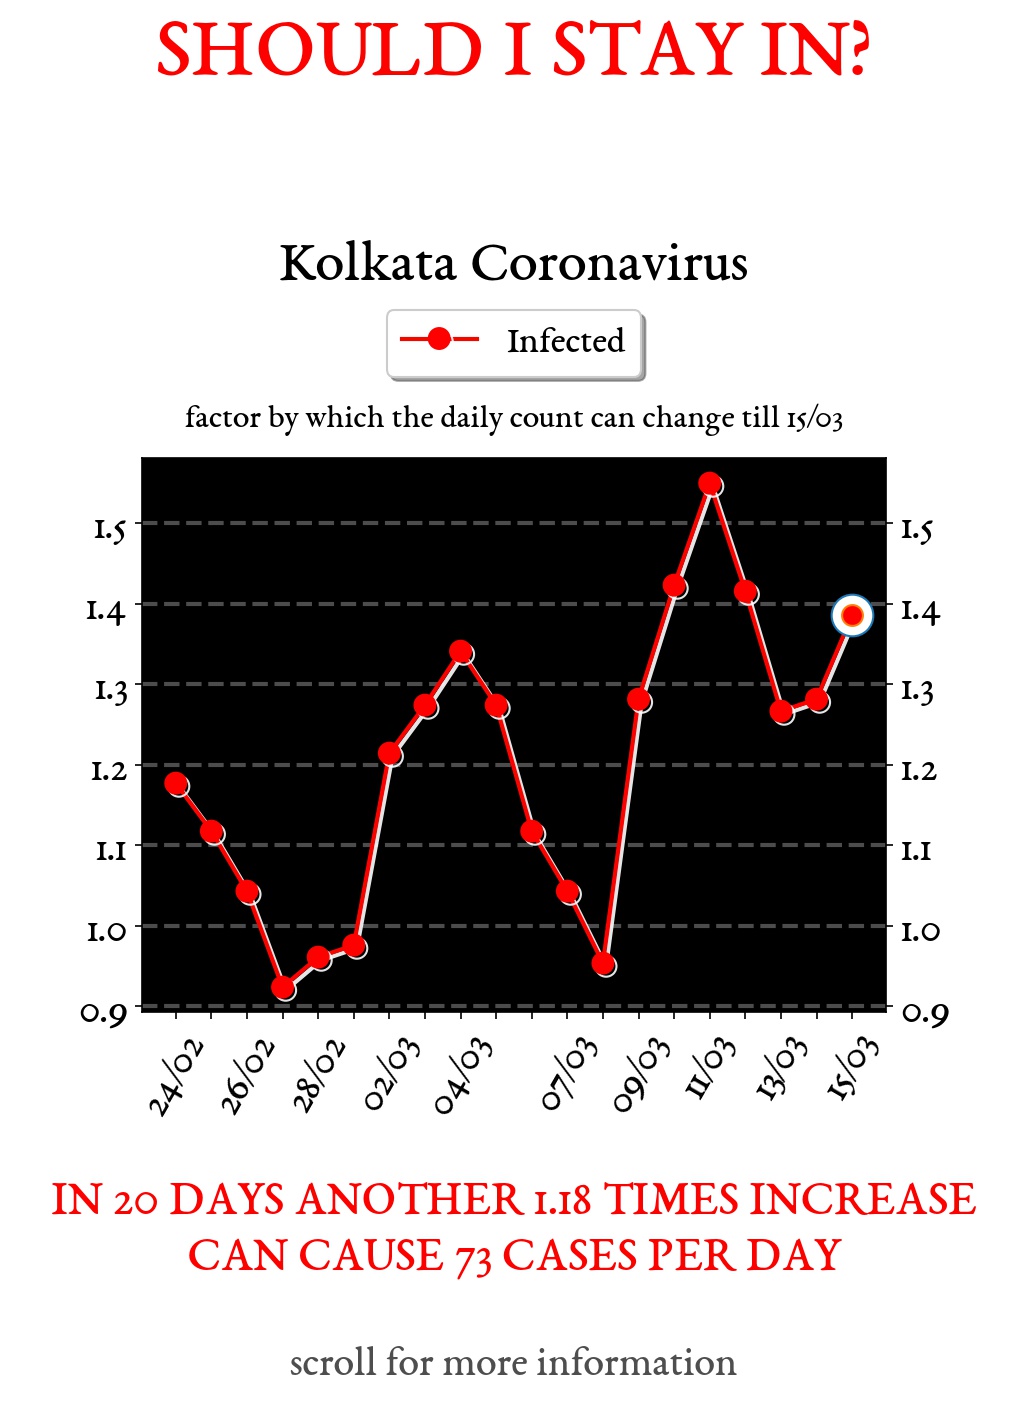 SHOULD I STAY IN?
Kolkata Coronavirus
Infected
factor by which the daily count can change till 15/03
1.5 1.5
1.4 1.4
1.3 1.3
1.2 1.2
1.1 1.1
1.0 1.0
0.9 0.9
24/02 26/02 28/02 02/03 04/03 07/03 09/03 11/03 13/03 15/03
IN 20 DAYS ANOTHER 1.18 TIMES INCREASE
CAN CAUSE 73 CASES PER DAY
scroll for more information